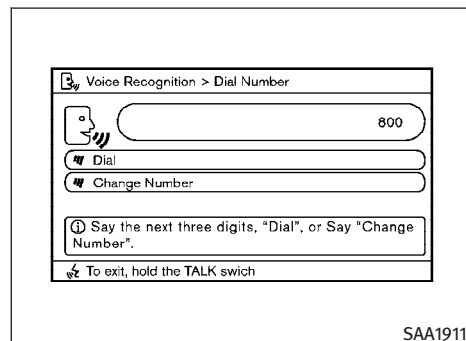 Voice Recognition > Dial Number
800
Dial
Change Number
Say the next three digits, “Dial”, or Say “Change
Number”.
To exit, hold the TALK swich
SAA1911